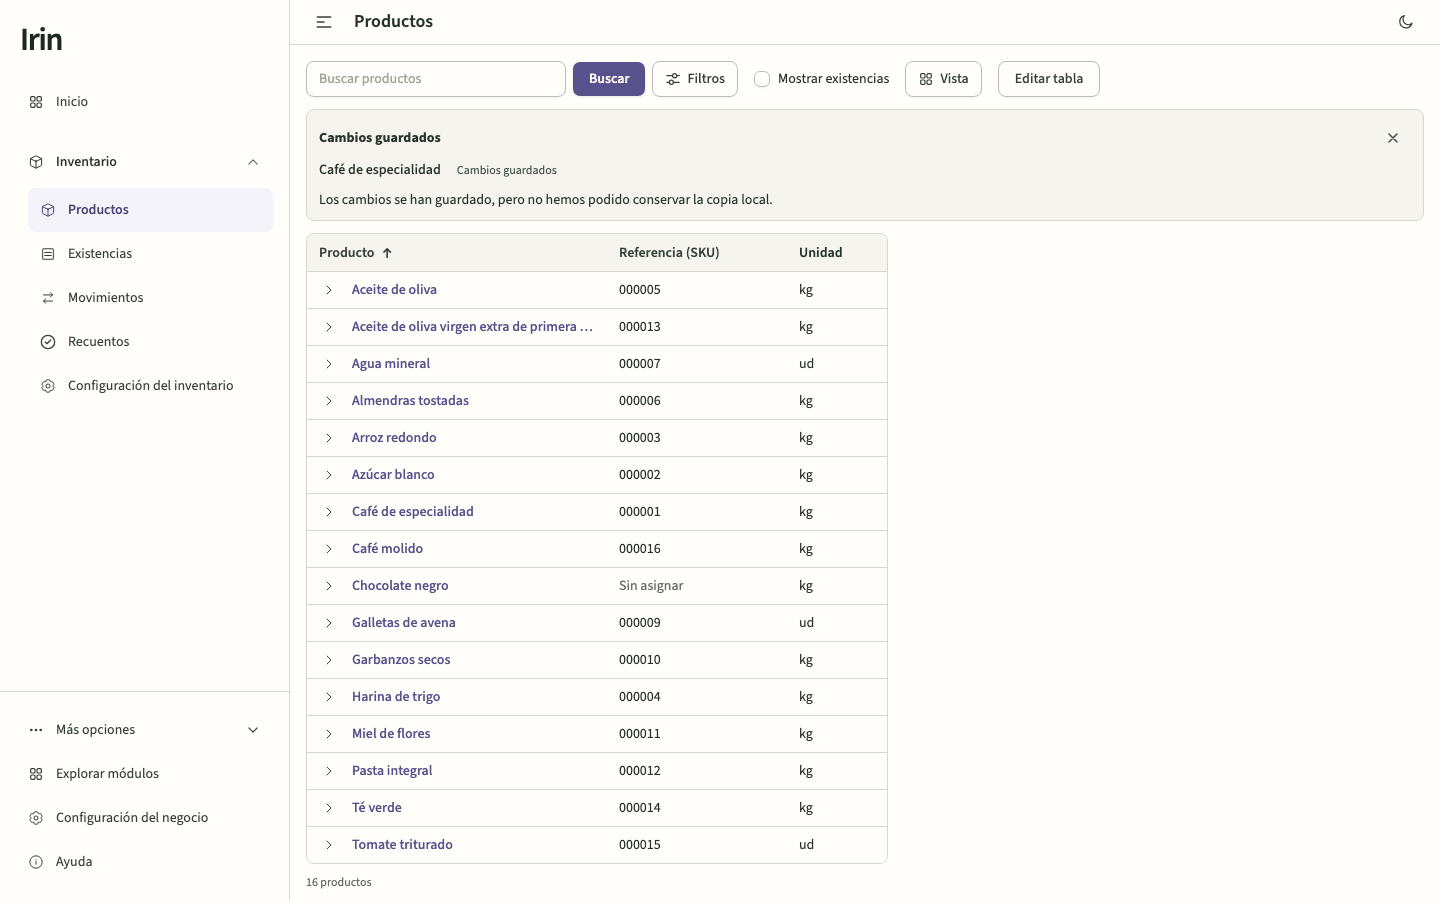 Irin
Productos
Inicio
Inventario
Productos
Existencias
Movimientos
Recuentos
Configuración del inventario
Más opciones
Explorar módulos
Configuración del negocio
Ayuda
Buscar productos Buscar Filtros Mostrar existencias Vista Editar tabla
Cambios guardados
Café de especialidad Cambios guardados
Los cambios se han guardado, pero no hemos podido conservar la copia local.
Producto Referencia (SKU) Unidad
Aceite de oliva 000005 kg
Aceite de oliva virgen extra de primera … 000013 kg
Agua mineral 000007 ud
Almendras tostadas 000006 kg
Arroz redondo 000003 kg
Azúcar blanco 000002 kg
Café de especialidad 000001 kg
Café molido 000016 kg
Chocolate negro Sin asignar kg
Galletas de avena 000009 ud
Garbanzos secos 000010 kg
Harina de trigo 000004 kg
Miel de flores 000011 kg
Pasta integral 000012 kg
Té verde 000014 kg
Tomate triturado 000015 ud
16 productos